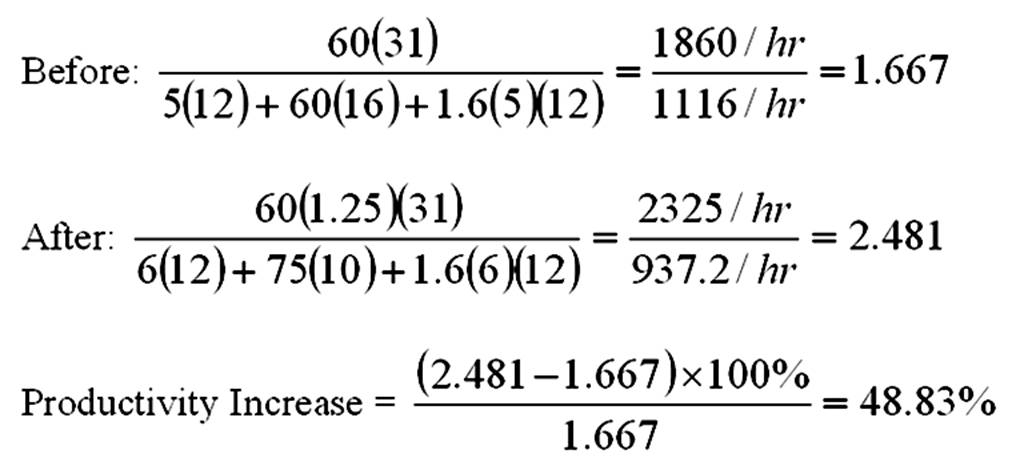 Before: 60(31) / 5(12) + 60(16) + 1.6(5)(12) = 1860 / hr / 1116 / hr = 1.667
After: 60(1.25)(31) / 6(12) + 75(10) + 1.6(6)(12) = 2325 / hr / 937.2 / hr = 2.481
Productivity Increase = (2.481 − 1.667) × 100% / 1.667 = 48.83%